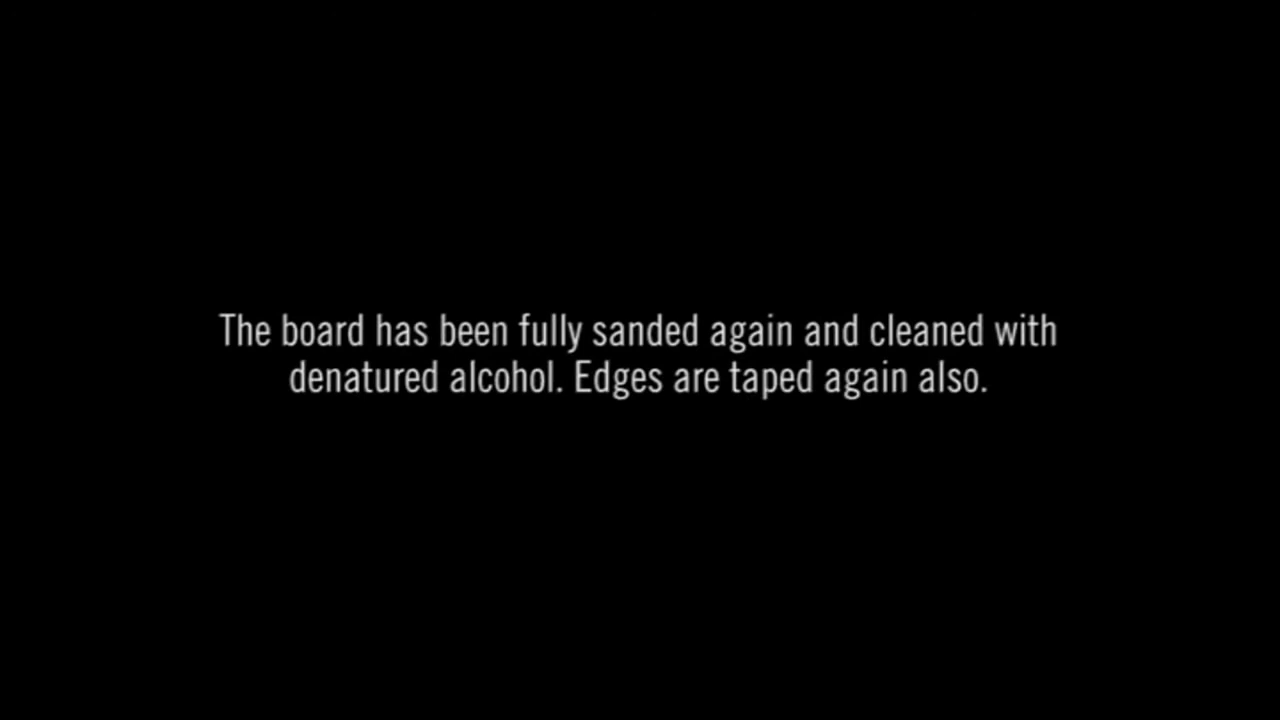 The board has been fully sanded again and cleaned with
denatured alcohol. Edges are taped again also.